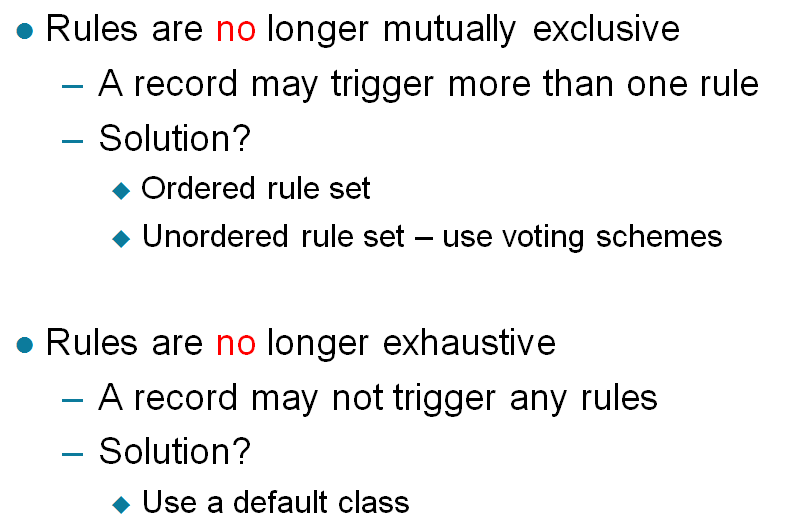 Rules are no longer mutually exclusive
– A record may trigger more than one rule
– Solution?
Ordered rule set
Unordered rule set – use voting schemes
Rules are no longer exhaustive
– A record may not trigger any rules
– Solution?
Use a default class